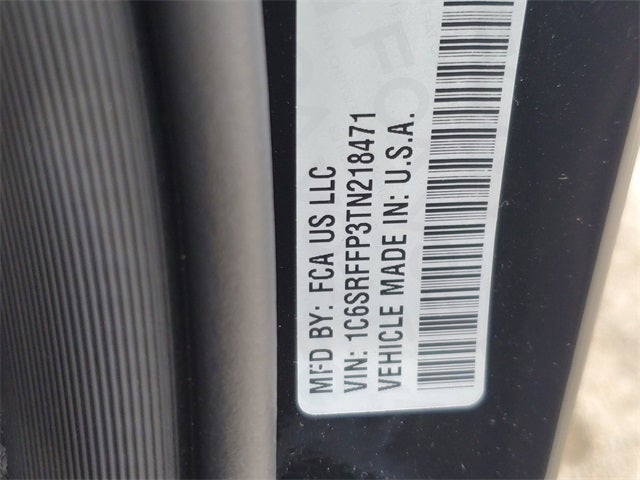 MFD BY: FCA US LLC
VIN: 1C6SRFFP3TN218471
VEHICLE MADE IN: U.S.A.